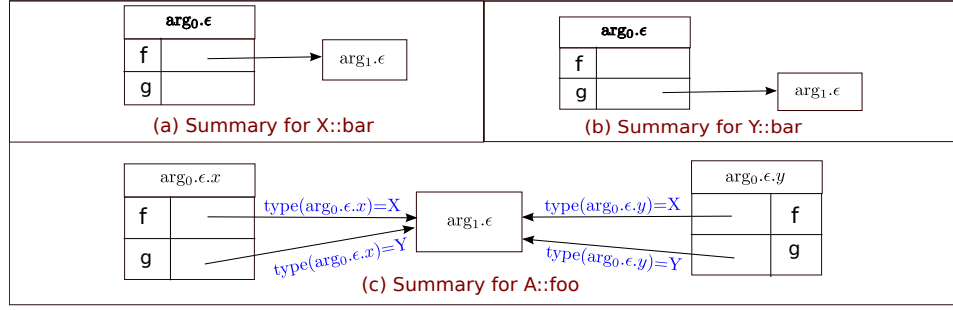 arg₀.ϵ
f
g
arg₁.ϵ
(a) Summary for X::bar
arg₀.ϵ
f
g
arg₁.ϵ
(b) Summary for Y::bar
arg₀.ϵ.x
f
g
type(arg₀.ϵ.x)=X
type(arg₀.ϵ.x)=Y
arg₁.ϵ
type(arg₀.ϵ.y)=X
type(arg₀.ϵ.y)=Y
arg₀.ϵ.y
f
g
(c) Summary for A::foo